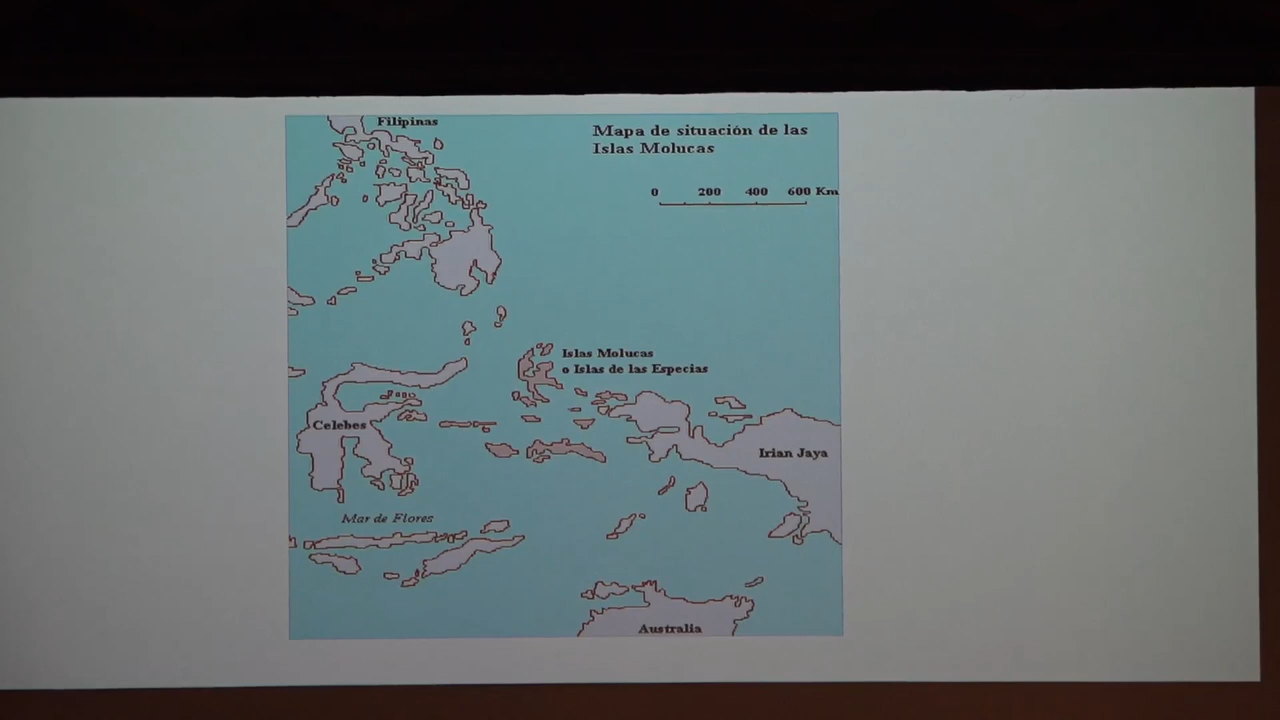 Filipinas
Mapa de situación de las
Islas Molucas
0 200 400 600 Km
Islas Molucas
o Islas de las Especias
Celebes
Irian Jaya
Mar de Flores
Australia